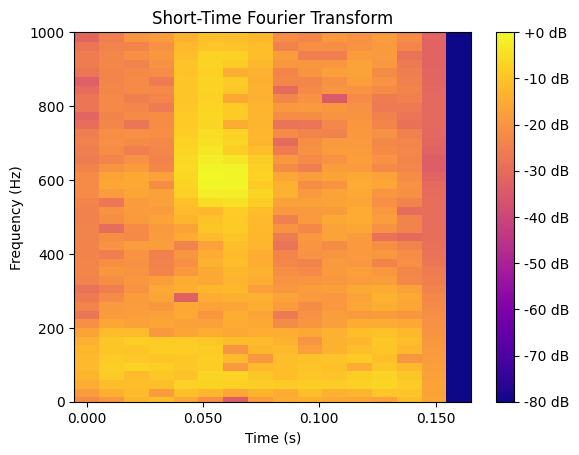 Short-Time Fourier Transform
1000
800
600
400
200
0
Frequency (Hz)
0.000
0.050
0.100
0.150
Time (s)
+0 dB
-10 dB
-20 dB
-30 dB
-40 dB
-50 dB
-60 dB
-70 dB
-80 dB